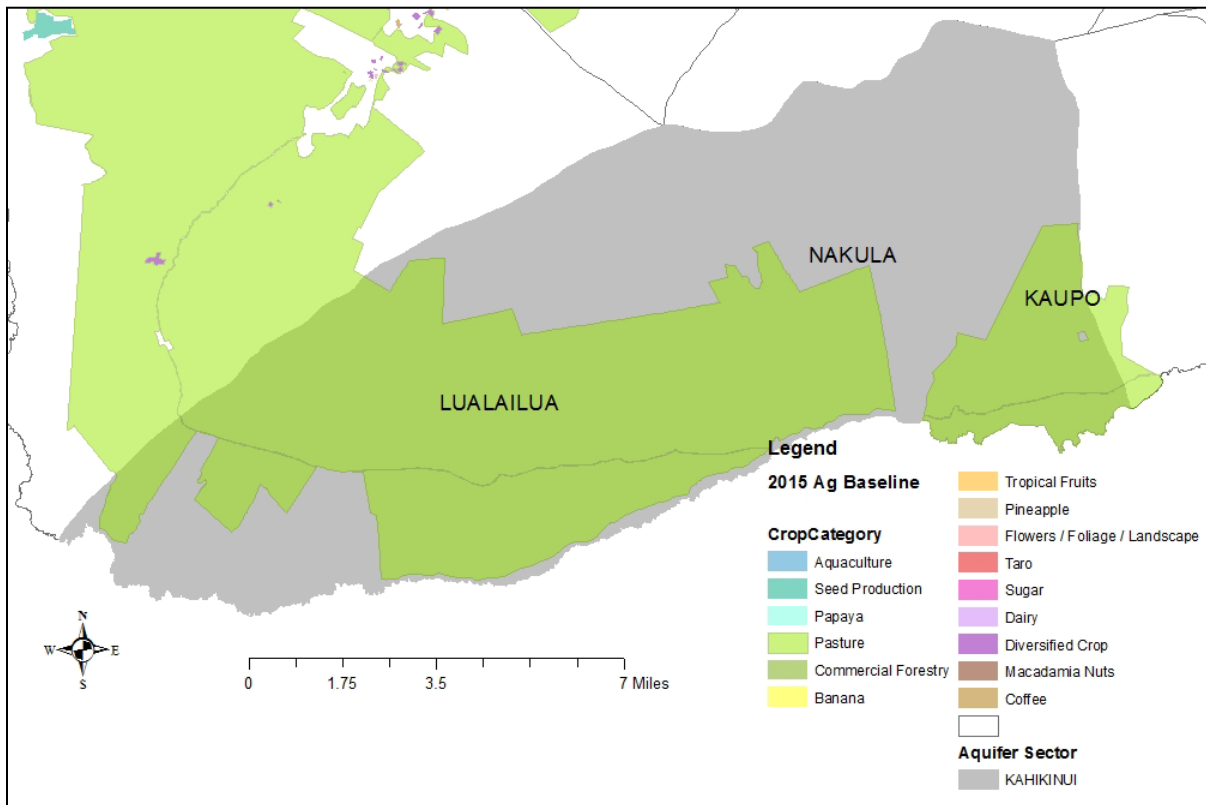 NAKULA
KAUPO
LUALAILUA
Legend
2015 Ag Baseline
CropCategory
Aquaculture
Seed Production
Papaya
Pasture
Commercial Forestry
Banana
Tropical Fruits
Pineapple
Flowers / Foliage / Landscape
Taro
Sugar
Dairy
Diversified Crop
Macadamia Nuts
Coffee
Aquifer Sector
KAHIKINUI
N
W E
S
0 1.75 3.5 7 Miles